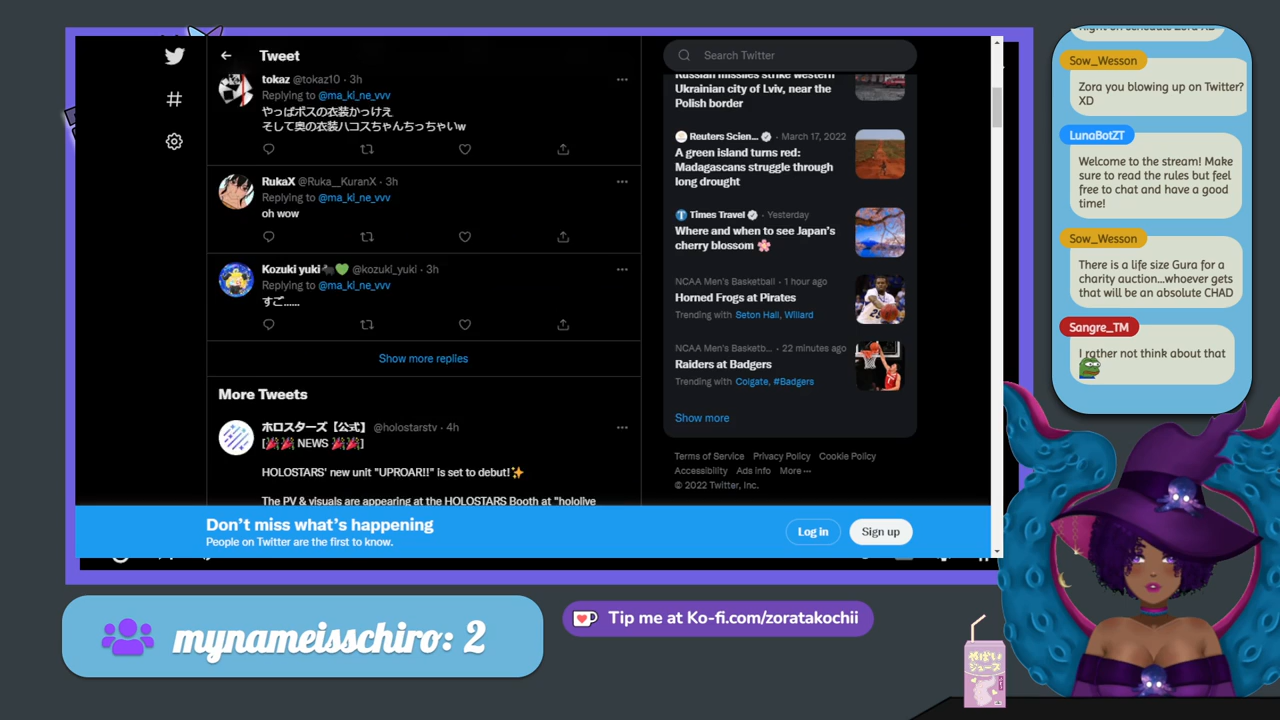 Tweet
tokaz @tokaz10 · 3h
Replying to @ma_ki_ne_vvv
やっぱボスの衣装かっけえ
そして奥の衣装ハコスちゃんちっちゃいw
RukaX @Ruka__KuranX · 3h
Replying to @ma_ki_ne_vvv
oh wow
Kozuki yuki @kozuki_yuki · 3h
Replying to @ma_ki_ne_vvv
すご......
Show more replies
More Tweets
ホロスターズ【公式】 @holostarstv · 4h
[🎉🎉 NEWS 🎉🎉]
HOLOSTARS' new unit "UPROAR!!" is set to debut!✨
The PV & visuals are appearing at the HOLOSTARS Booth at "hololive
Search Twitter
Russian missiles strike western
Ukrainian city of Lviv, near the
Polish border
Reuters Scien... · March 17, 2022
A green island turns red:
Madagascans struggle through
long drought
Times Travel · Yesterday
Where and when to see Japan's
cherry blossom 🌸
NCAA Men's Basketball · 1 hour ago
Horned Frogs at Pirates
Trending with Seton Hall, Willard
NCAA Men's Basketb... · 22 minutes ago
Raiders at Badgers
Trending with Colgate, #Badgers
Show more
Terms of Service Privacy Policy Cookie Policy
Accessibility Ads info More ···
© 2022 Twitter, Inc.
Don't miss what's happening
People on Twitter are the first to know.
Log in
Sign up
Sow_Wesson
Zora you blowing up on Twitter?
XD
LunaBotZT
Welcome to the stream! Make
sure to read the rules but feel
free to chat and have a good
time!
Sow_Wesson
There is a life size Gura for a
charity auction...whoever gets
that will be an absolute CHAD
Sangre_TM
I rather not think about that
mynameisschiro: 2
Tip me at Ko-fi.com/zoratakochii
やばい
ジュース